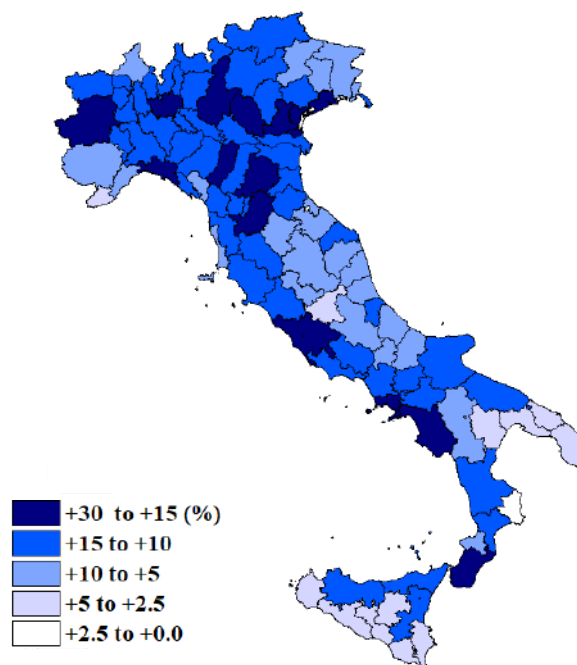 +30 to +15 (%)
+15 to +10
+10 to +5
+5 to +2.5
+2.5 to +0.0